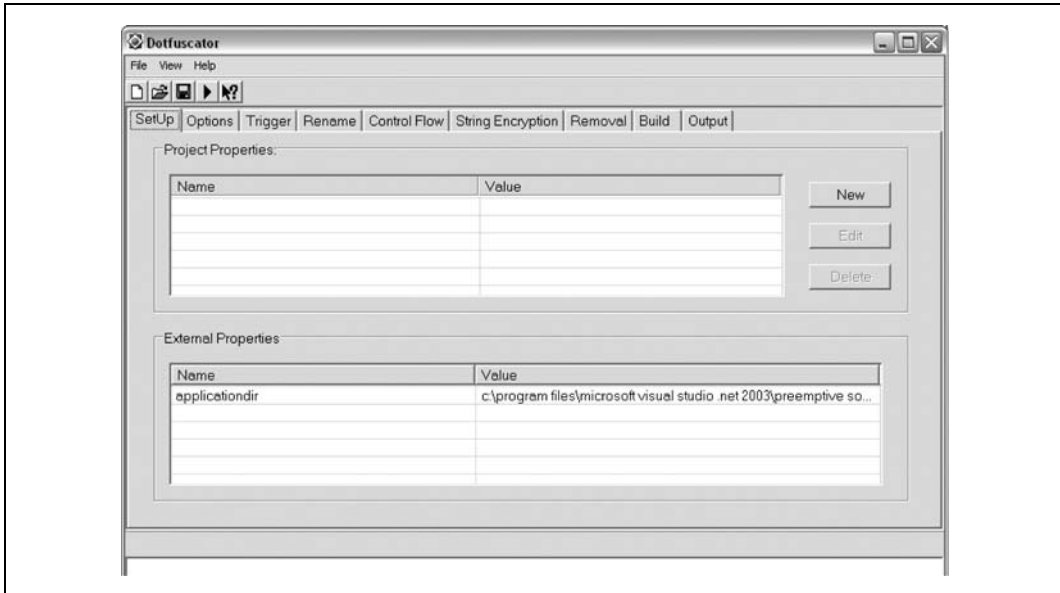 Dotfuscator
File View Help
SetUp Options Trigger Rename Control Flow String Encryption Removal Build Output
Project Properties:
Name Value
New
Edit
Delete
External Properties
Name Value
applicationdir c:\program files\microsoft visual studio .net 2003\preemptive so...